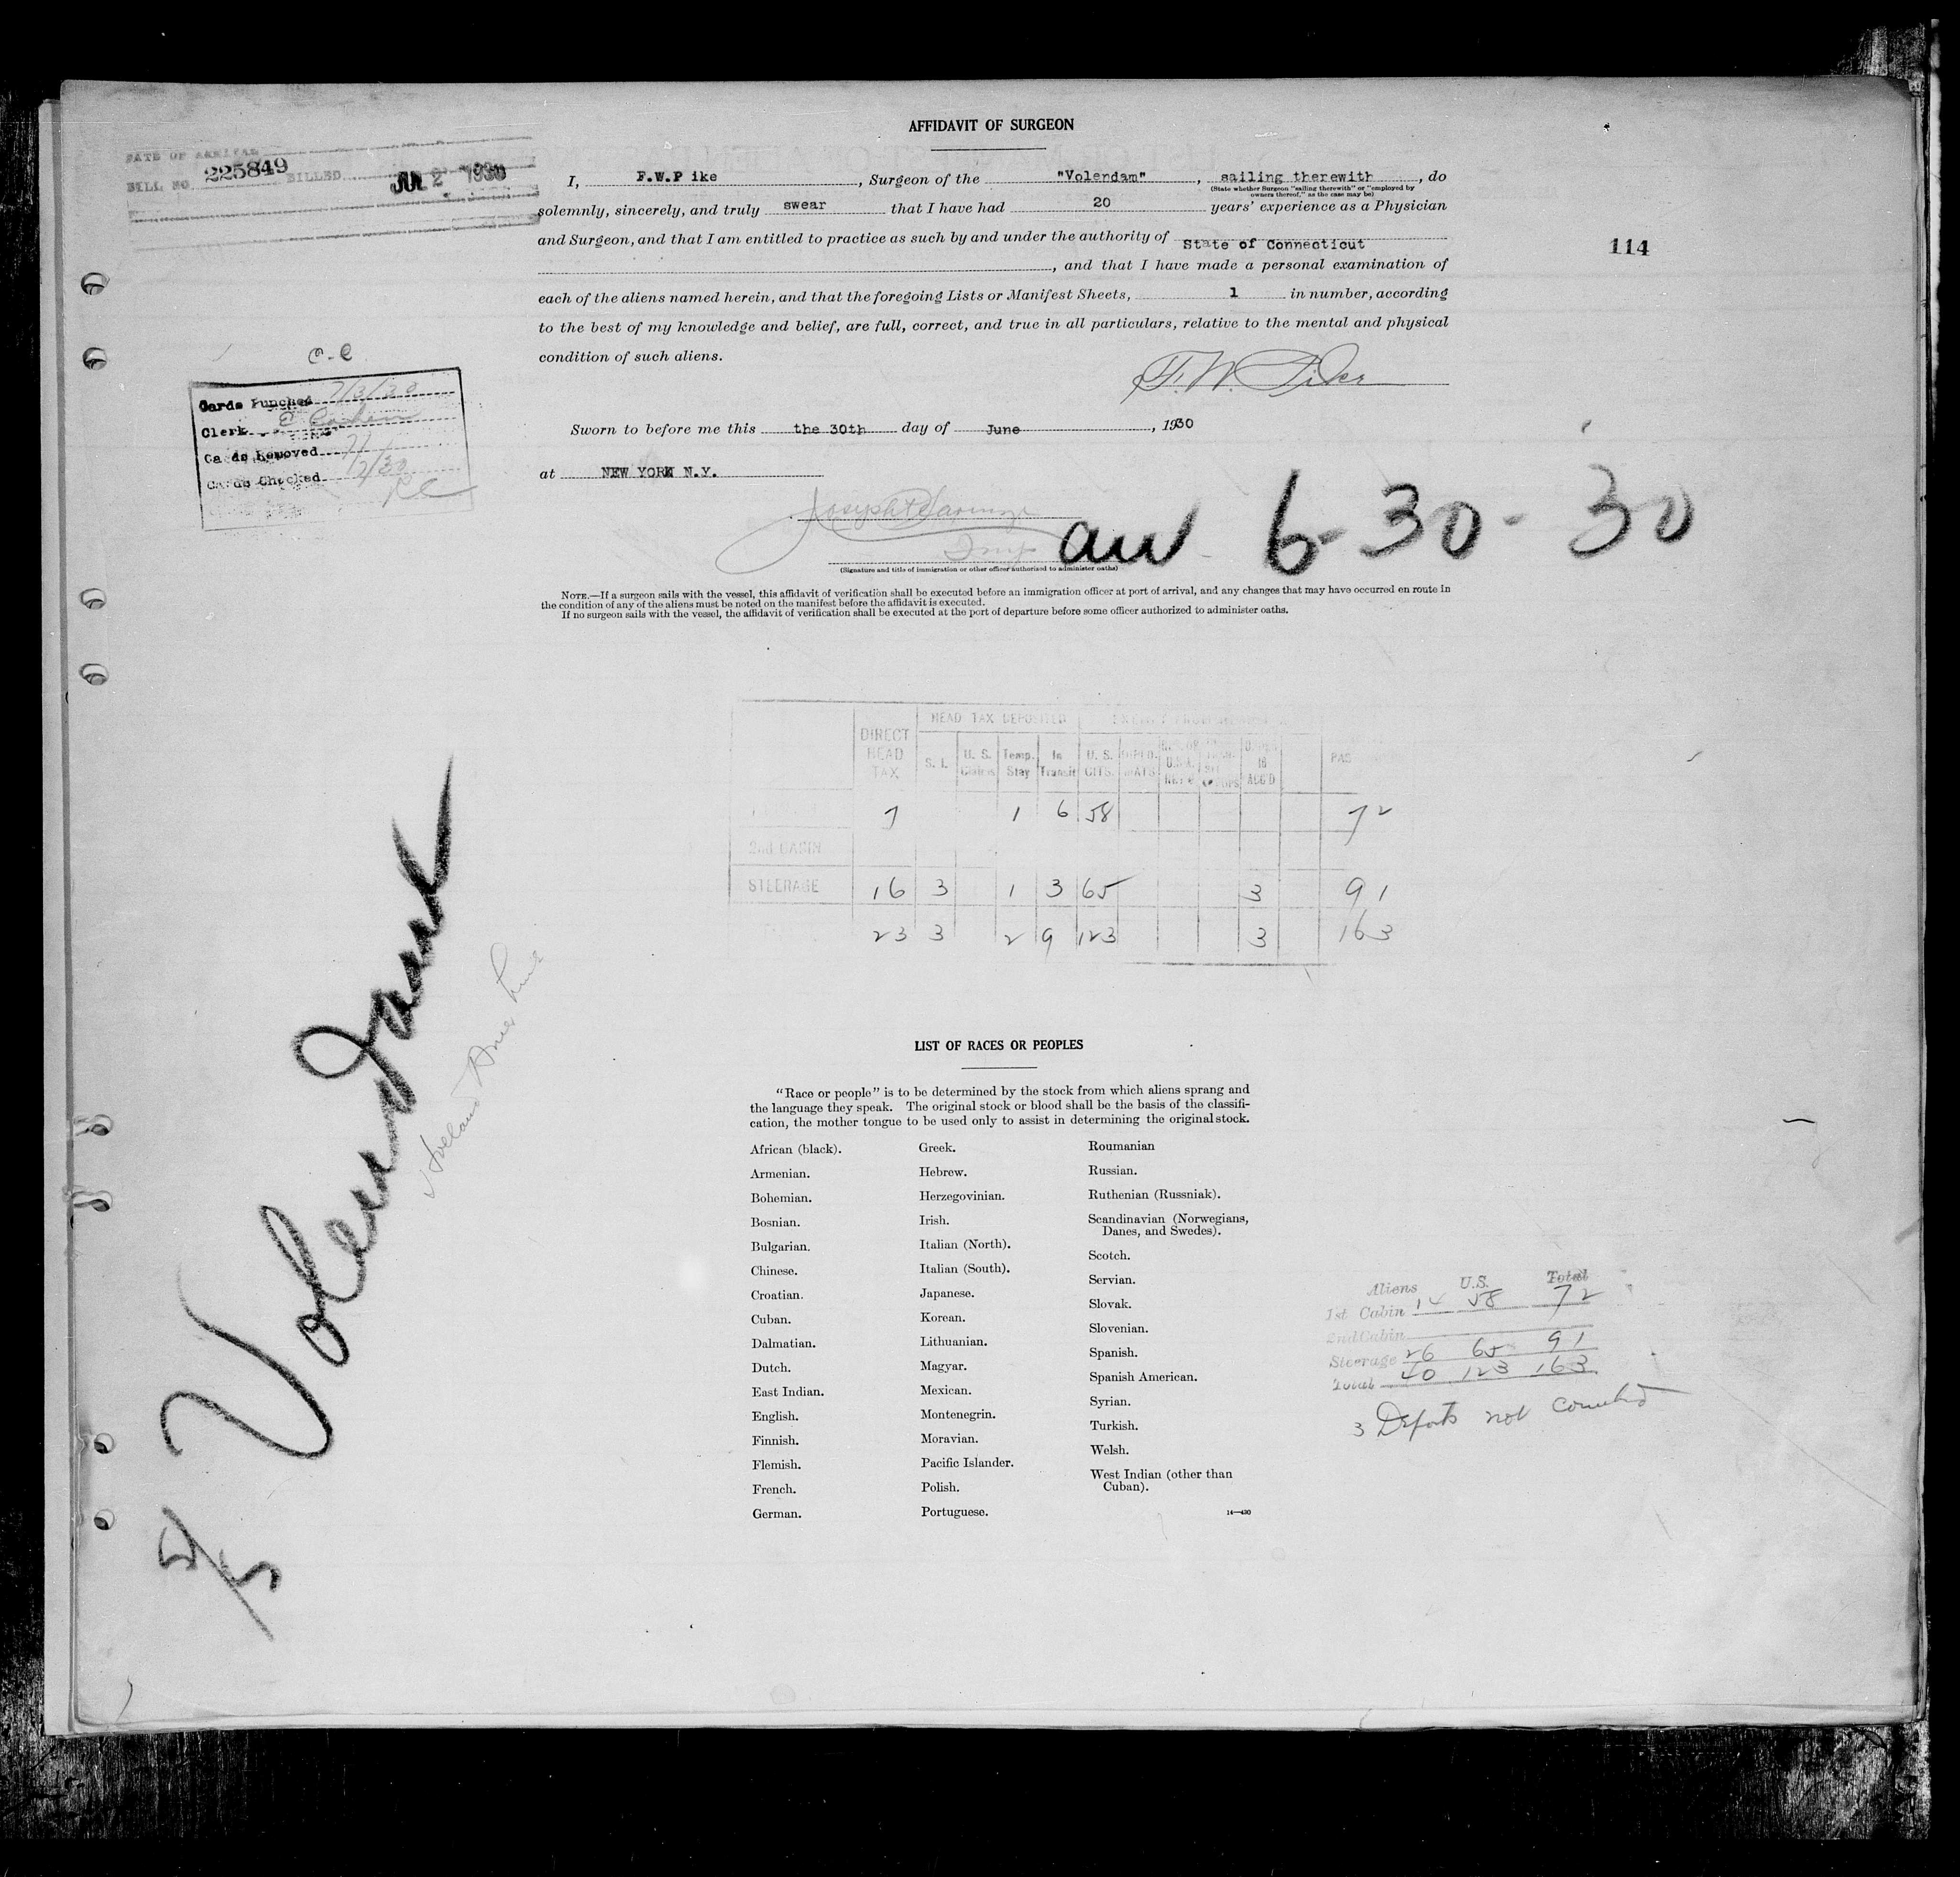 AFFIDAVIT OF SURGEON
DATE OF ARRIVAL
BILL NO. 225849 BILLED JUL 2 1930
I, F.W.P ike, Surgeon of the "Volendam", sailing therewith, do
(State whether Surgeon "sailing therewith" or "employed by
owners thereof," as the case may be)
solemnly, sincerely, and truly swear that I have had 20 years' experience as a Physician
and Surgeon, and that I am entitled to practice as such by and under the authority of State of Connecticut
, and that I have made a personal examination of
114
each of the aliens named herein, and that the foregoing Lists or Manifest Sheets, 1 in number, according
to the best of my knowledge and belief, are full, correct, and true in all particulars, relative to the mental and physical
condition of such aliens.
F. W. Pike
C-C
Cards Punched 7/3/30
Clerk E Cohen
Cards Removed
Cards Checked
Sworn to before me this the 30th day of June, 1930
at NEW YORK N.Y.
aw 6-30-30
(Signature and title of immigration or other officer authorized to administer oaths)
NOTE.—If a surgeon sails with the vessel, this affidavit of verification shall be executed before an immigration officer at port of arrival, and any changes that may have occurred en route in
the condition of any of the aliens must be noted on the manifest before the affidavit is executed.
If no surgeon sails with the vessel, the affidavit of verification shall be executed at the port of departure before some officer authorized to administer oaths.
HEAD TAX DEPOSITED
DIRECT HEAD TAX S. I. U. S. Claims Temp. Stay In Transit U. S. CITS. ACC'D PAS
7 1 6 58 72
2ND CABIN
STEERAGE 16 3 1 3 65 3 91
23 3 2 9 123 3 163
Volendam
Holland Amer Line
5/5
LIST OF RACES OR PEOPLES
"Race or people" is to be determined by the stock from which aliens sprang and
the language they speak. The original stock or blood shall be the basis of the classifi-
cation, the mother tongue to be used only to assist in determining the original stock.
African (black).
Armenian.
Bohemian.
Bosnian.
Bulgarian.
Chinese.
Croatian.
Cuban.
Dalmatian.
Dutch.
East Indian.
English.
Finnish.
Flemish.
French.
German.
Greek.
Hebrew.
Herzegovinian.
Irish.
Italian (North).
Italian (South).
Japanese.
Korean.
Lithuanian.
Magyar.
Mexican.
Montenegrin.
Moravian.
Pacific Islander.
Polish.
Portuguese.
Roumanian
Russian.
Ruthenian (Russniak).
Scandinavian (Norwegians,
Danes, and Swedes).
Scotch.
Servian.
Slovak.
Slovenian.
Spanish.
Spanish American.
Syrian.
Turkish.
Welsh.
West Indian (other than
Cuban).
14—430
Aliens U.S. Total
1st Cabin 14 58 72
2nd Cabin
Steerage 26 65 91
Total 40 123 163
3 Deports not counted